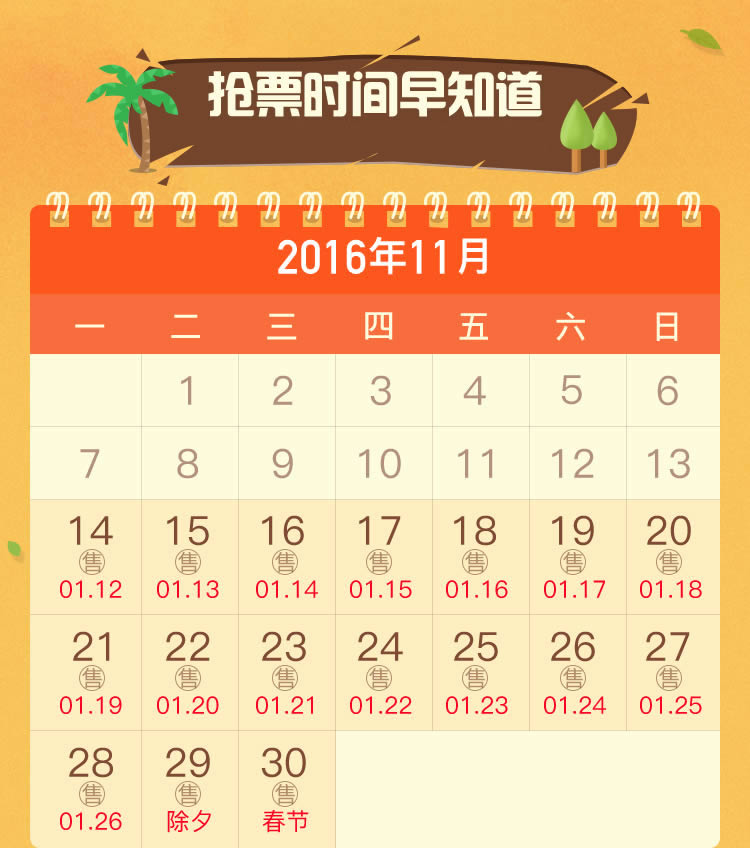 抢票时间早知道
2016年11月
一 二 三 四 五 六 日
1 2 3 4 5 6
7 8 9 10 11 12 13
14 15 16 17 18 19 20
售 售 售 售 售 售 售
01.12 01.13 01.14 01.15 01.16 01.17 01.18
21 22 23 24 25 26 27
售 售 售 售 售 售 售
01.19 01.20 01.21 01.22 01.23 01.24 01.25
28 29 30
售 售 售
01.26 除夕 春节